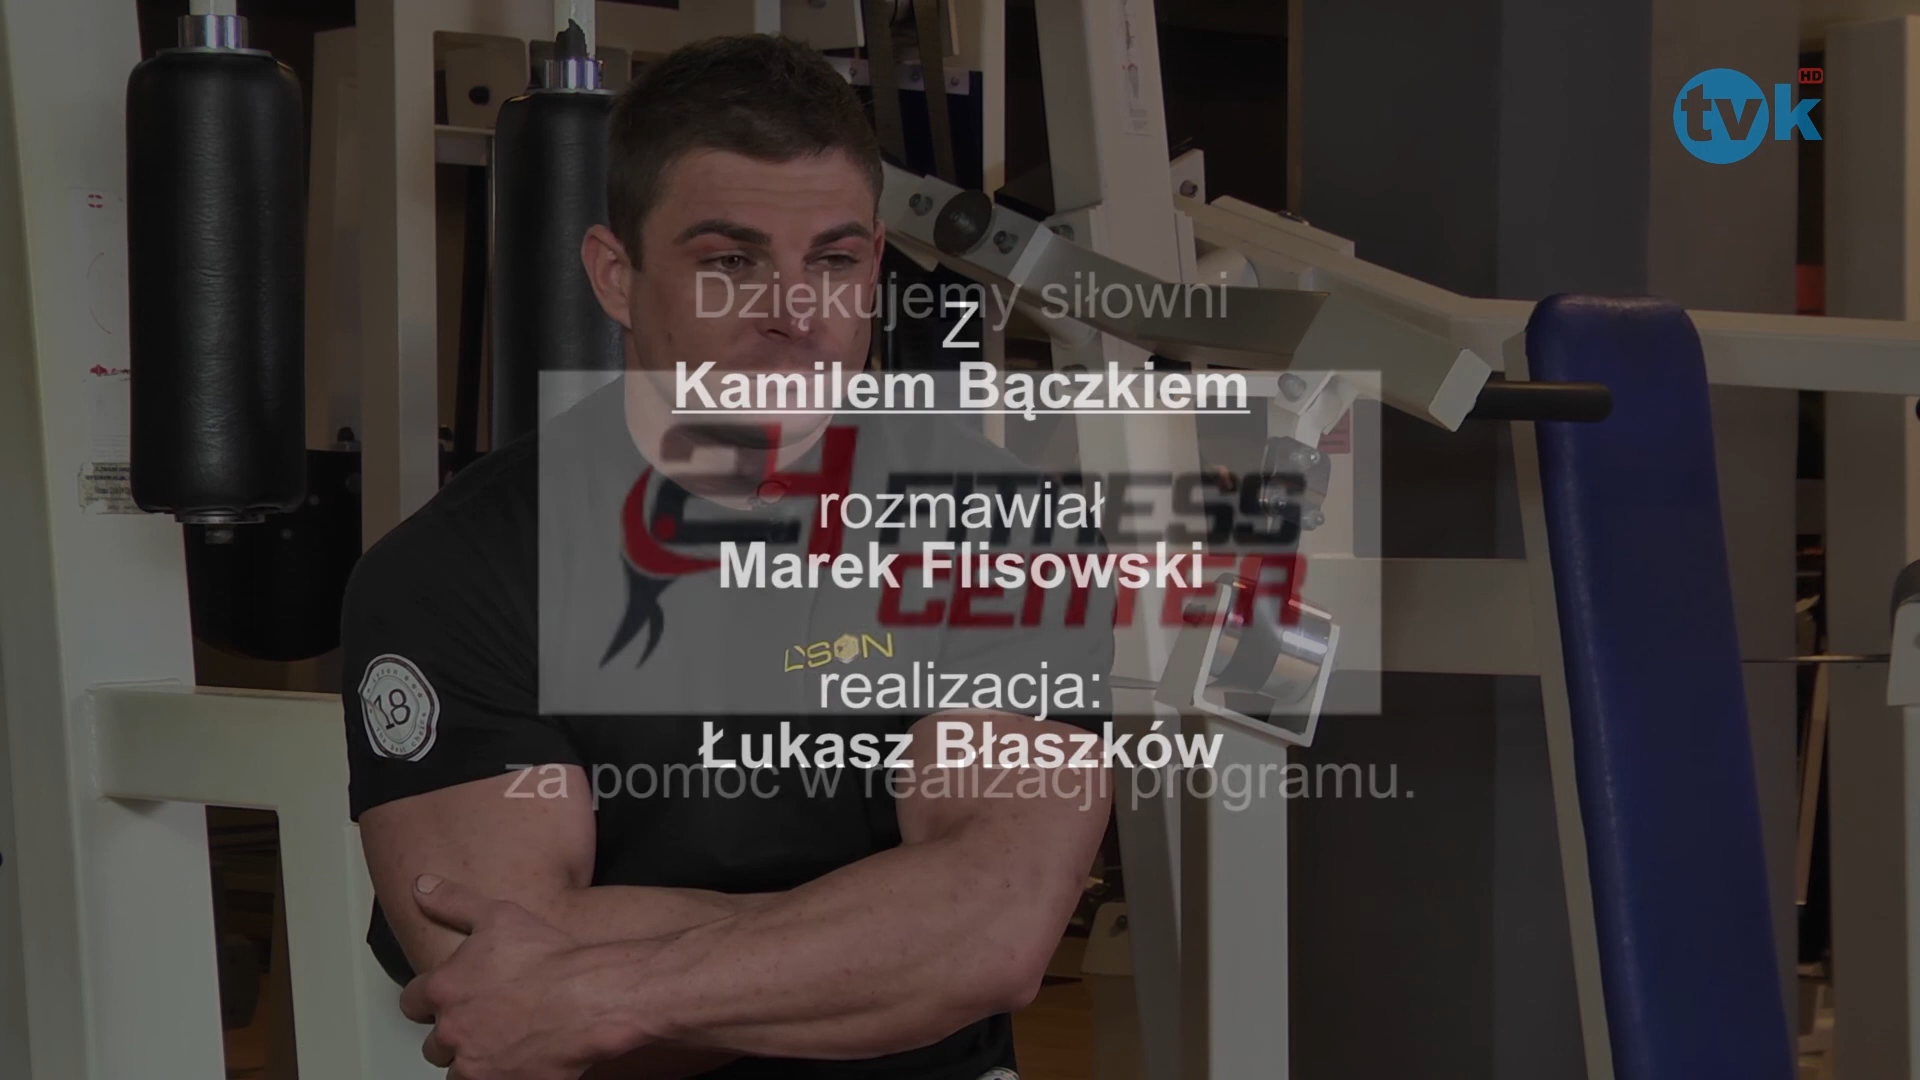 tvk HD
Dziękujemy siłowni
Z
Kamilem Bączkiem
24 FITNESS
rozmawiał
Marek Flisowski
CENTER
realizacja:
Łukasz Błaszków
za pomoc w realizacji programu.
18